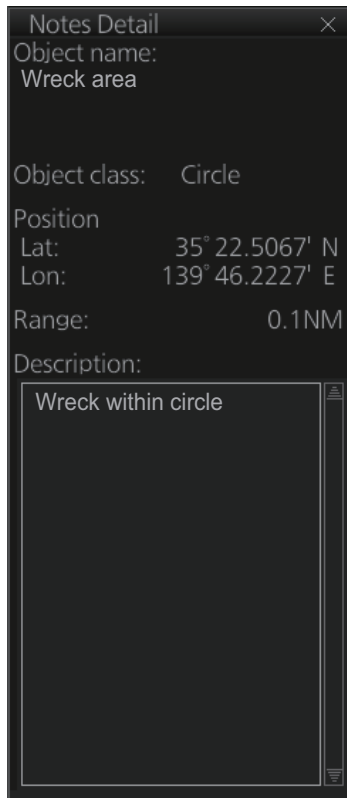 Notes Detail
Object name:
Wreck area
Object class: Circle
Position
Lat: 35° 22.5067' N
Lon: 139° 46.2227' E
Range: 0.1NM
Description:
Wreck within circle